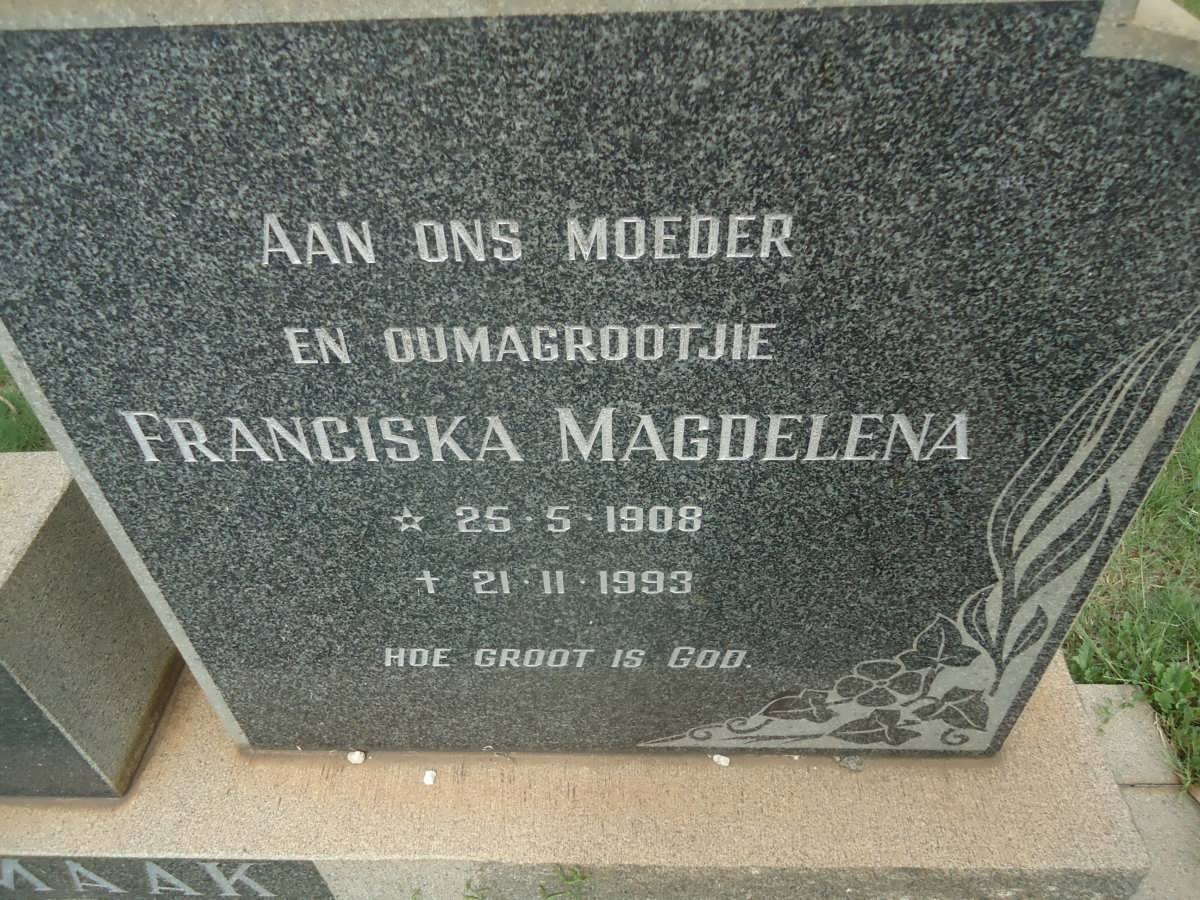 AAN ONS MOEDER
EN OUMAGROOTJIE
FRANCISKA MAGDELENA
☆ 25·5·1908
✝ 21·11·1993
HOE GROOT IS GOD.
MAAK